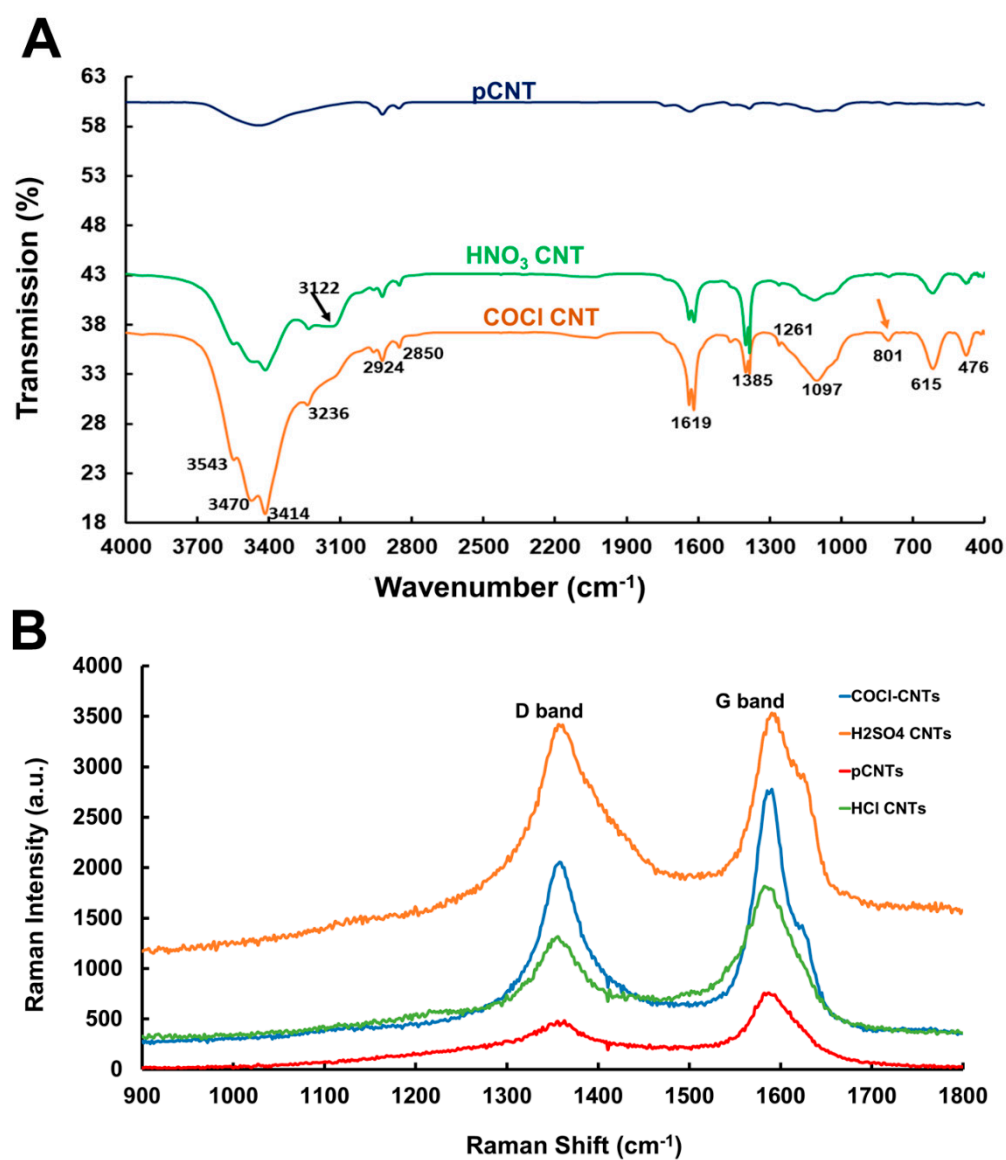 A
63
58
53
48
43
38
33
28
23
18
Transmission (%)
pCNT
HNO₃ CNT
3122
COCl CNT
2924
2850
3236
3543
3470
3414
1619
1385
1261
1097
801
615
476
4000 3700 3400 3100 2800 2500 2200 1900 1600 1300 1000 700 400
Wavenumber (cm⁻¹)
B
4000
3500
3000
2500
2000
1500
1000
500
0
Raman Intensity (a.u.)
D band
G band
COCl-CNTs
H2SO4 CNTs
pCNTs
HCl CNTs
900 1000 1100 1200 1300 1400 1500 1600 1700 1800
Raman Shift (cm⁻¹)